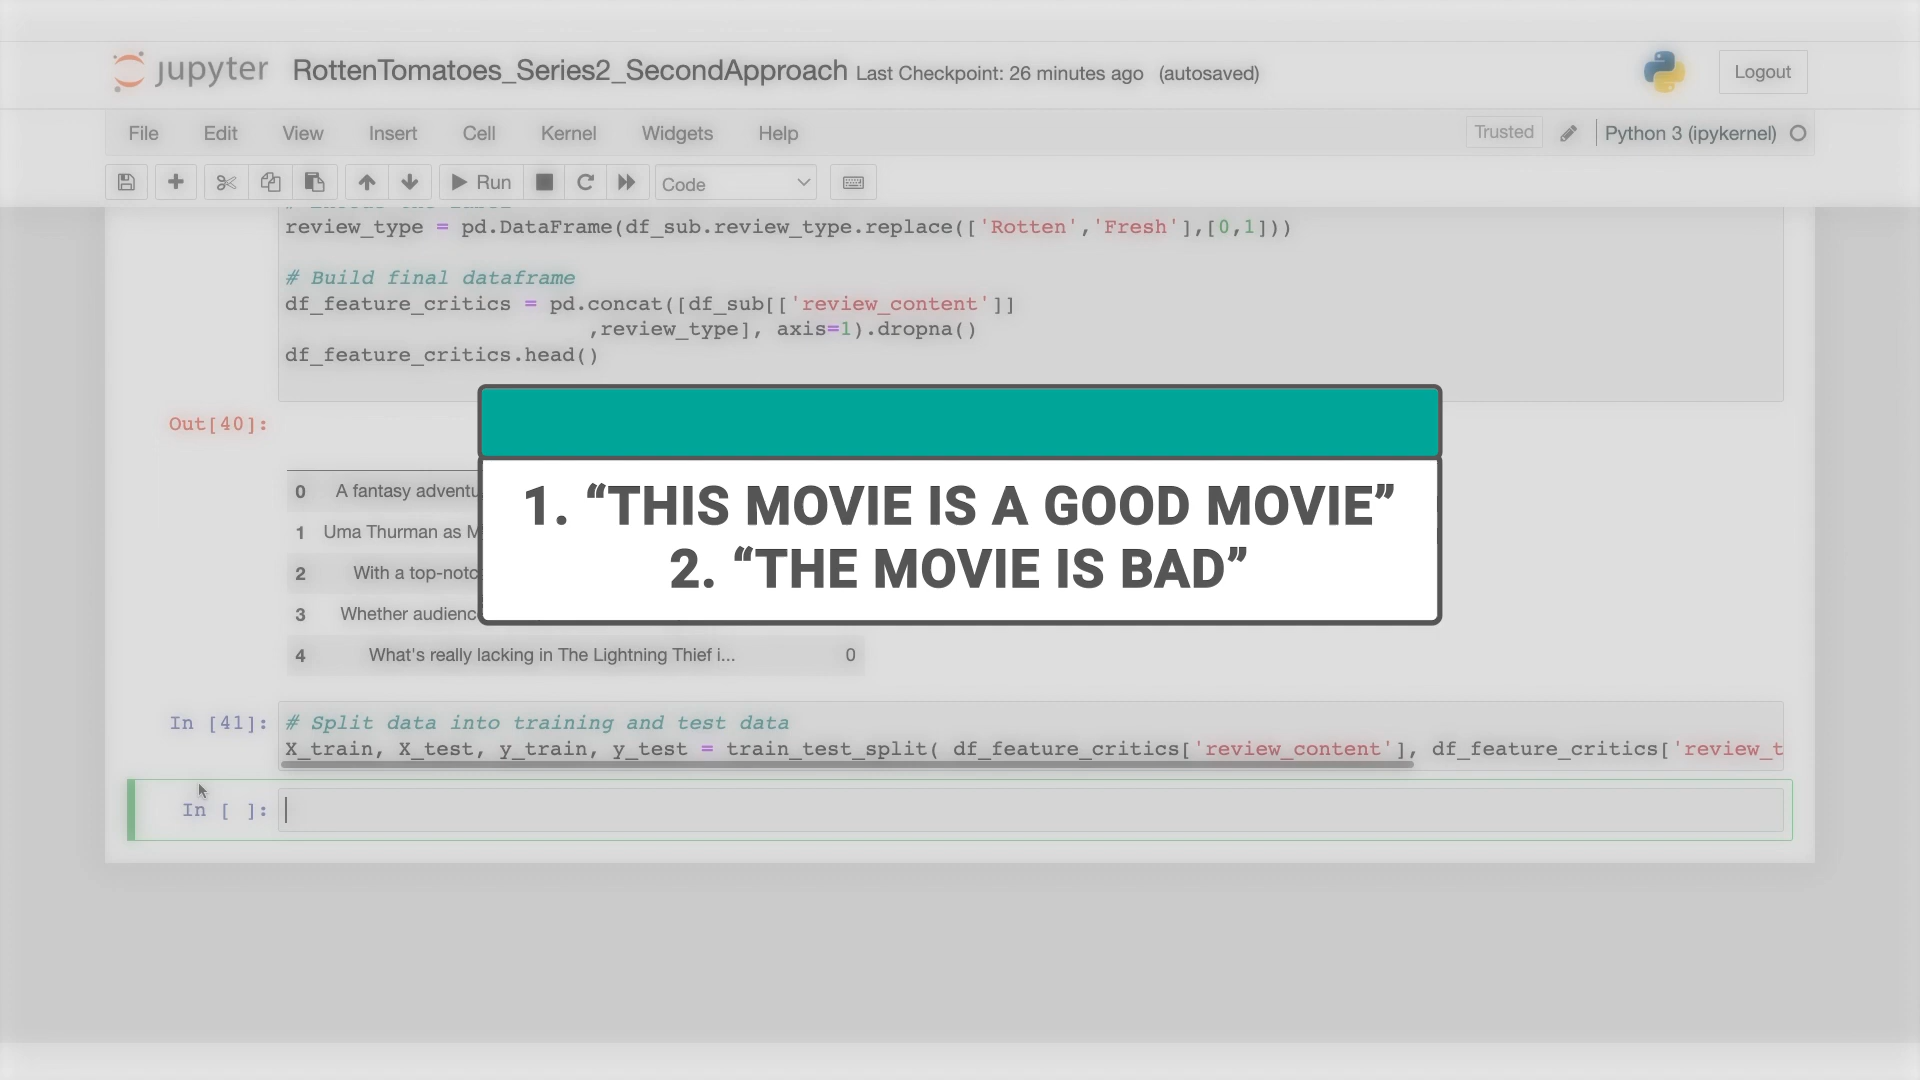 jupyter RottenTomatoes_Series2_SecondApproach Last Checkpoint: 26 minutes ago (autosaved) Logout
File Edit View Insert Cell Kernel Widgets Help Trusted Python 3 (ipykernel)
Run Code
review_type = pd.DataFrame(df_sub.review_type.replace(['Rotten','Fresh'],[0,1]))
# Build final dataframe
df_feature_critics = pd.concat([df_sub[['review_content']]
,review_type], axis=1).dropna()
df_feature_critics.head()
Out[40]:
0 A fantasy adventu
1 Uma Thurman as M
2 With a top-notc
3 Whether audienc
4 What's really lacking in The Lightning Thief i... 0
1. “THIS MOVIE IS A GOOD MOVIE”
2. “THE MOVIE IS BAD”
In [41]: # Split data into training and test data
X_train, X_test, y_train, y_test = train_test_split( df_feature_critics['review_content'], df_feature_critics['review_t
In [ ]: